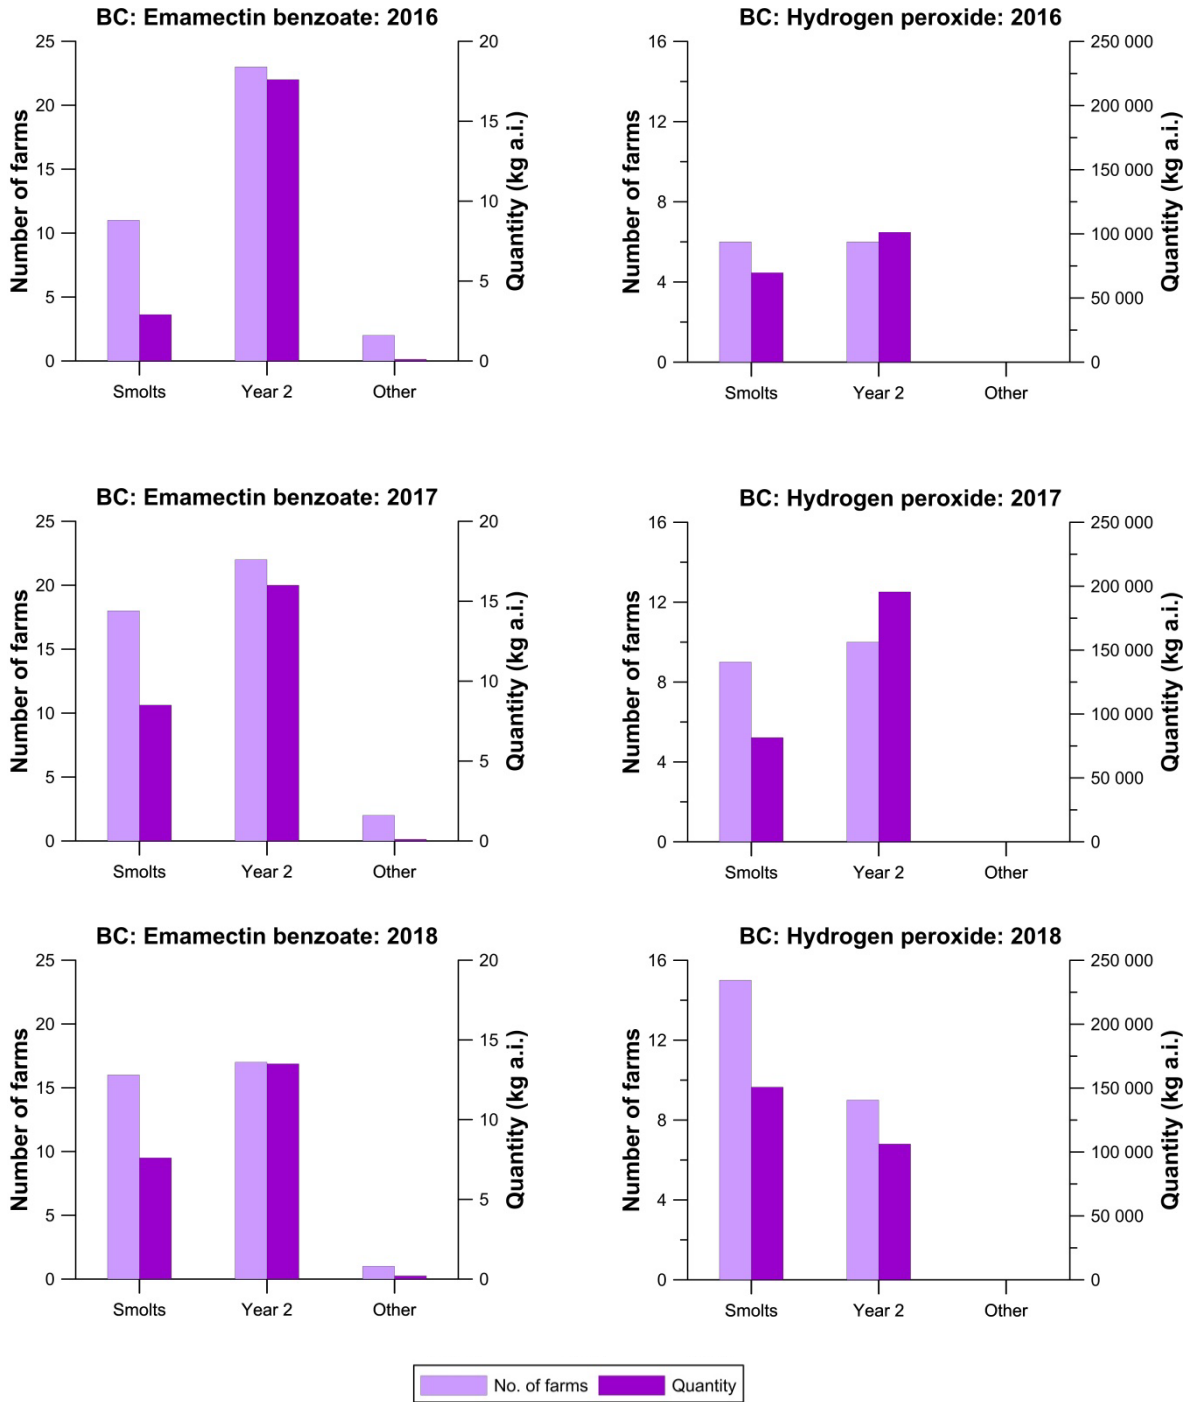 BC: Emamectin benzoate: 2016
25
20
15
10
5
0
Number of farms
20
15
10
5
0
Quantity (kg a.i.)
Smolts
Year 2
Other
BC: Hydrogen peroxide: 2016
16
12
8
4
0
Number of farms
250 000
200 000
150 000
100 000
50 000
0
Quantity (kg a.i.)
Smolts
Year 2
Other
BC: Emamectin benzoate: 2017
25
20
15
10
5
0
Number of farms
20
15
10
5
0
Quantity (kg a.i.)
Smolts
Year 2
Other
BC: Hydrogen peroxide: 2017
16
12
8
4
0
Number of farms
250 000
200 000
150 000
100 000
50 000
0
Quantity (kg a.i.)
Smolts
Year 2
Other
BC: Emamectin benzoate: 2018
25
20
15
10
5
0
Number of farms
20
15
10
5
0
Quantity (kg a.i.)
Smolts
Year 2
Other
BC: Hydrogen peroxide: 2018
16
12
8
4
0
Number of farms
250 000
200 000
150 000
100 000
50 000
0
Quantity (kg a.i.)
Smolts
Year 2
Other
No. of farms
Quantity